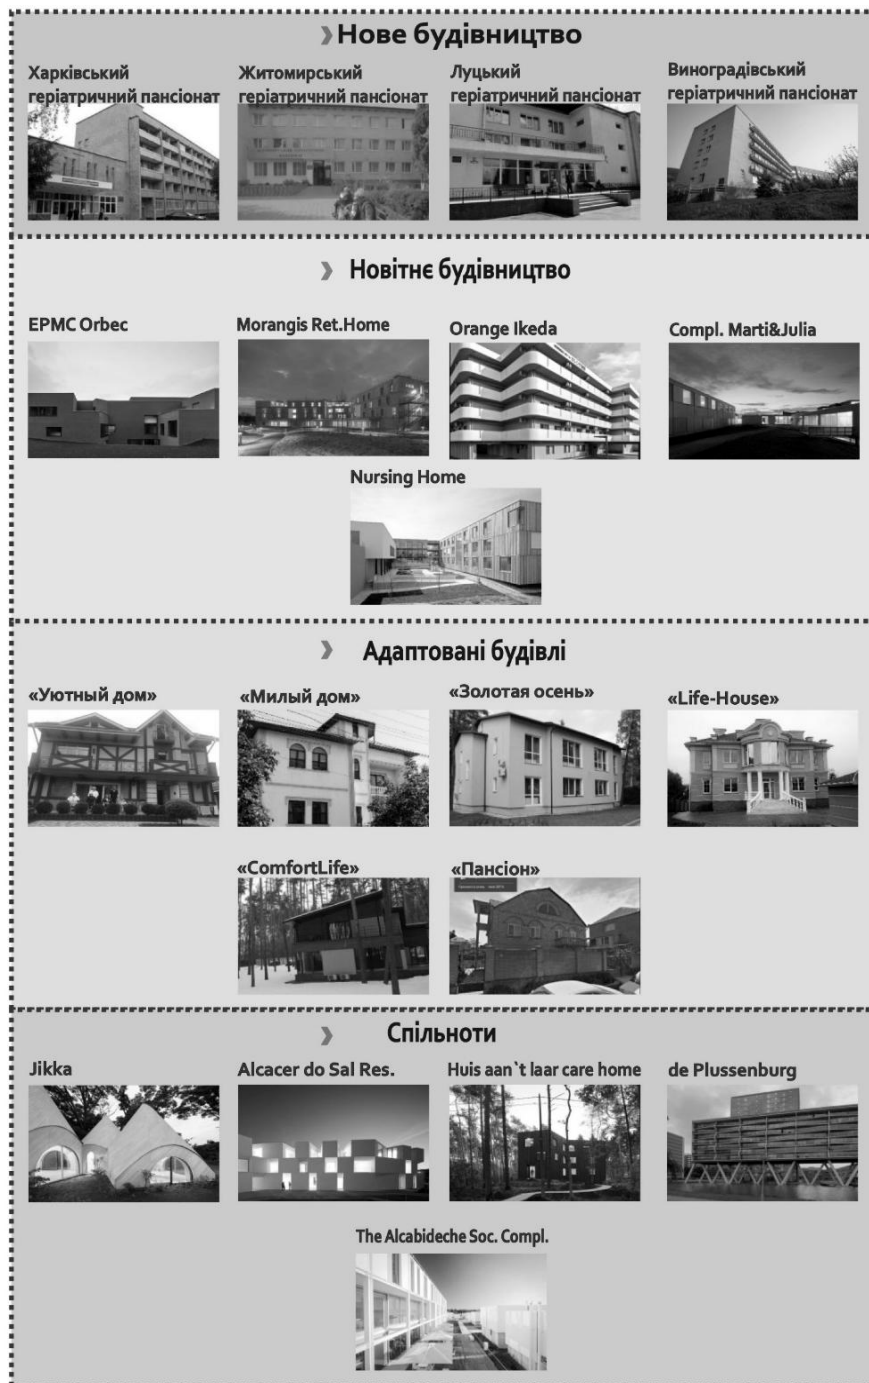 Нове будівництво
Харківський
геріатричний пансіонат
Житомирський
геріатричний пансіонат
Луцький
геріатричний пансіонат
Виноградівський
геріатричний пансіонат
Новітнє будівництво
EPMC Orbec
Morangis Ret.Home
Orange Ikeda
Compl. Marti&Julia
Nursing Home
Адаптовані будівлі
«Уютный дом»
«Милый дом»
«Золотая осень»
«Life-House»
«ComfortLife»
«Пансіон»
Спільноти
Jikka
Alcacer do Sal Res.
Huis aan`t laar care home
de Plussenburg
The Alcabideche Soc. Compl.